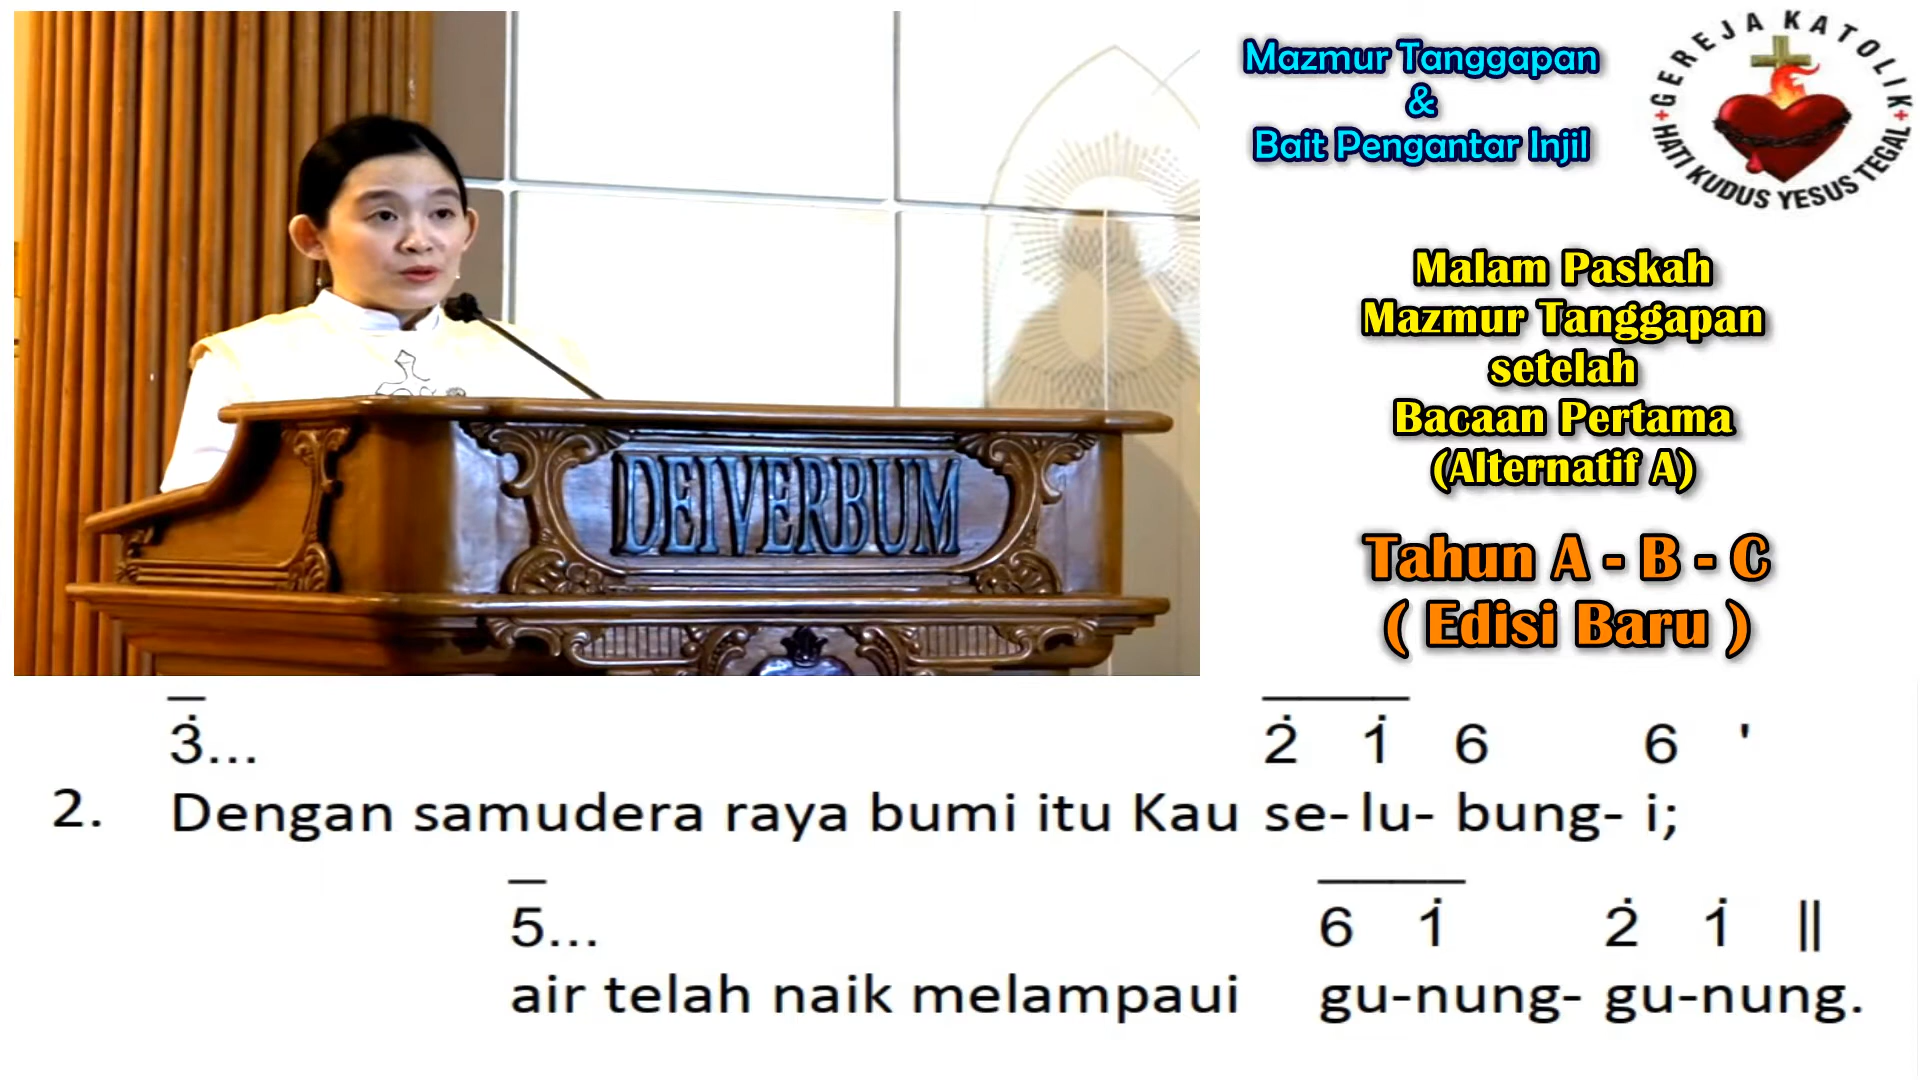 Mazmur Tanggapan
&
Bait Pengantar Injil
GEREJA KATOLIK
HATI KUDUS YESUS TEGAL
Malam Paskah
Mazmur Tanggapan
setelah
Bacaan Pertama
(Alternatif A)
Tahun A - B - C
( Edisi Baru )
DEIVERBUM
3̇... 2̇ 1̇ 6 6 '
2. Dengan samudera raya bumi itu Kau se- lu- bung- i;
5... 6 1̇ 2̇ 1̇ ||
air telah naik melampaui gu-nung- gu-nung.